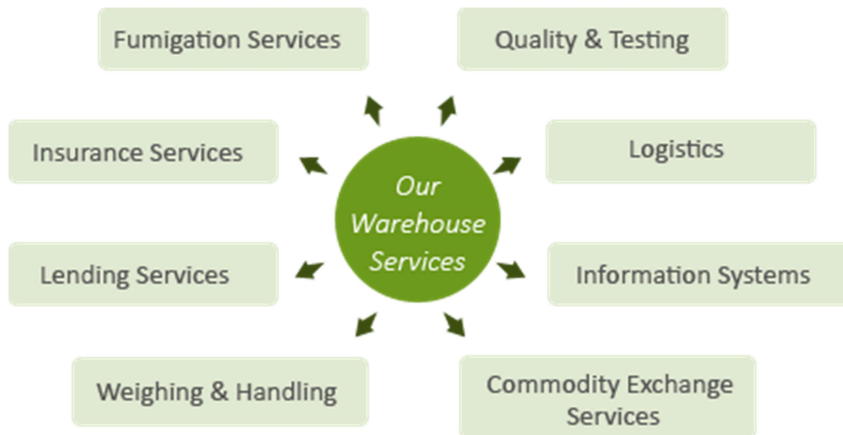 Fumigation Services
Quality & Testing
Insurance Services
Logistics
Our
Warehouse
Services
Lending Services
Information Systems
Weighing & Handling
Commodity Exchange
Services